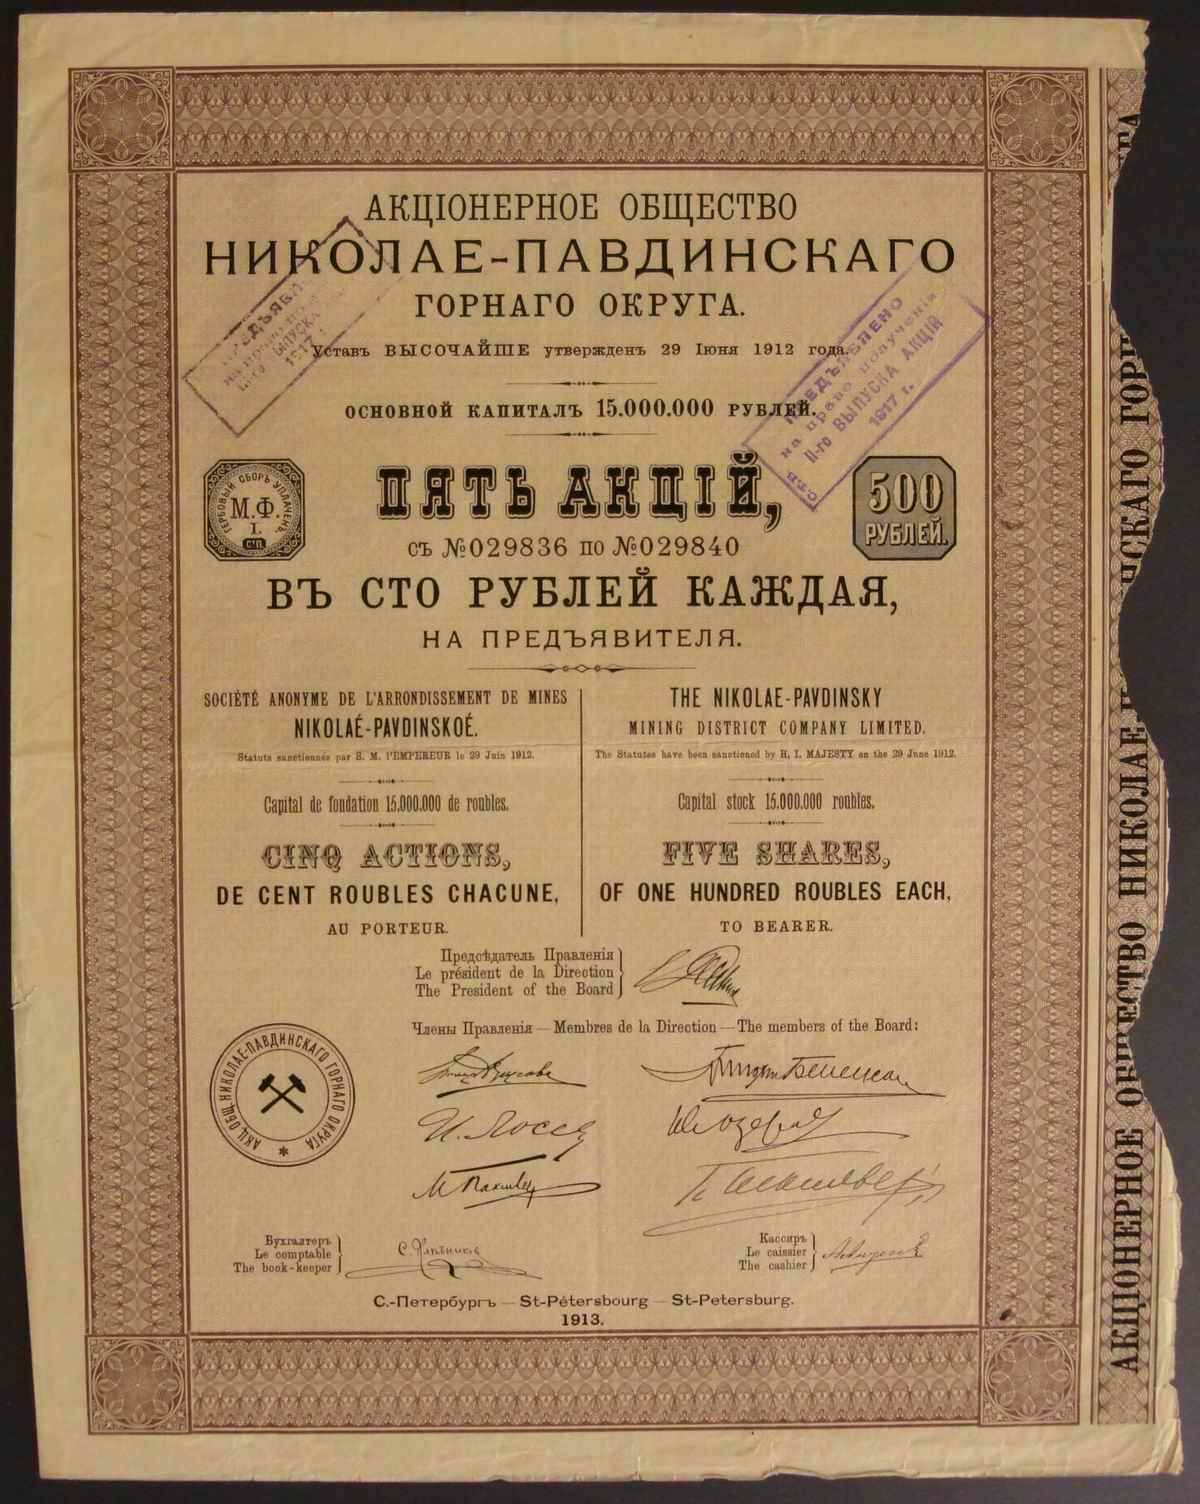 АКЦІОНЕРНОЕ ОБЩЕСТВО
НИКОЛАЕ-ПАВДИНСКАГО
ГОРНАГО ОКРУГА.
Уставъ ВЫСОЧАЙШЕ утвержденъ 29 Іюня 1912 года.
ОСНОВНОЙ КАПИТАЛЪ 15.000.000 РУБЛЕЙ.
1917 г.
на право получения
II-го ВЫПУСКА АКЦІЙ
1917 г.
ГЕРБОВЫЙ СБОРЪ УПЛАЧЕНЪ.
М.Ф.
I.
С.П.
ПЯТЬ АКЦІЙ,
500
РУБЛЕЙ.
съ №029836 по №029840
ВЪ СТО РУБЛЕЙ КАЖДАЯ,
НА ПРЕДЪЯВИТЕЛЯ.
SOCIÉTÉ ANONYME DE L'ARRONDISSEMENT DE MINES
NIKOLAÉ-PAVDINSKOÉ.
Statuts sanctionnés par S. M. l'EMPEREUR le 29 Juin 1912.
Capital de fondation 15.000.000 de roubles.
CINQ ACTIONS,
DE CENT ROUBLES CHACUNE,
AU PORTEUR.
THE NIKOLAE-PAVDINSKY
MINING DISTRICT COMPANY LIMITED.
The Statutes have been sanctioned by H. I. MAJESTY on the 29 June 1912.
Capital stock 15.000.000 roubles.
FIVE SHARES,
OF ONE HUNDRED ROUBLES EACH,
TO BEARER.
Предсѣдатель Правленія
Le président de la Direction
The President of the Board
Члены Правленія — Membres de la Direction — The members of the Board:
АКЦ. ОБЩ. НИКОЛАЕ-ПАВДИНСКАГО ГОРНАГО ОКРУГА
Бухгалтеръ
Le comptable
The book-keeper
Кассиръ
Le caissier
The cashier
С.-Петербургъ — St-Pétersbourg — St-Petersburg.
1913.
АКЦІОНЕРНОЕ ОБЩЕСТВО НИКОЛАЕ-